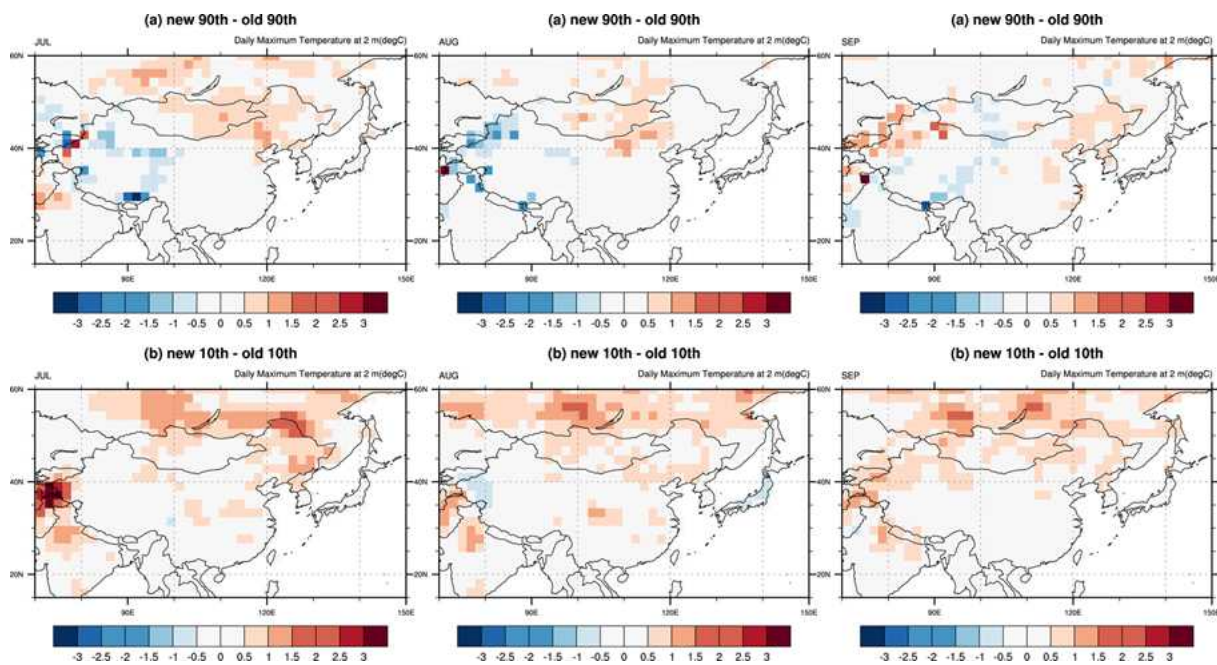 (a) new 90th - old 90th
JUL Daily Maximum Temperature at 2 m(degC)
60N
40N
20N
90E 120E 150E
-3 -2.5 -2 -1.5 -1 -0.5 0 0.5 1 1.5 2 2.5 3
(a) new 90th - old 90th
AUG Daily Maximum Temperature at 2 m(degC)
60N
40N
20N
90E 120E 150E
-3 -2.5 -2 -1.5 -1 -0.5 0 0.5 1 1.5 2 2.5 3
(a) new 90th - old 90th
SEP Daily Maximum Temperature at 2 m(degC)
60N
40N
20N
90E 120E 150E
-3 -2.5 -2 -1.5 -1 -0.5 0 0.5 1 1.5 2 2.5 3
(b) new 10th - old 10th
JUL Daily Maximum Temperature at 2 m(degC)
60N
40N
20N
90E 120E 150E
-3 -2.5 -2 -1.5 -1 -0.5 0 0.5 1 1.5 2 2.5 3
(b) new 10th - old 10th
AUG Daily Maximum Temperature at 2 m(degC)
60N
40N
20N
90E 120E 150E
-3 -2.5 -2 -1.5 -1 -0.5 0 0.5 1 1.5 2 2.5 3
(b) new 10th - old 10th
SEP Daily Maximum Temperature at 2 m(degC)
60N
40N
20N
90E 120E 150E
-3 -2.5 -2 -1.5 -1 -0.5 0 0.5 1 1.5 2 2.5 3